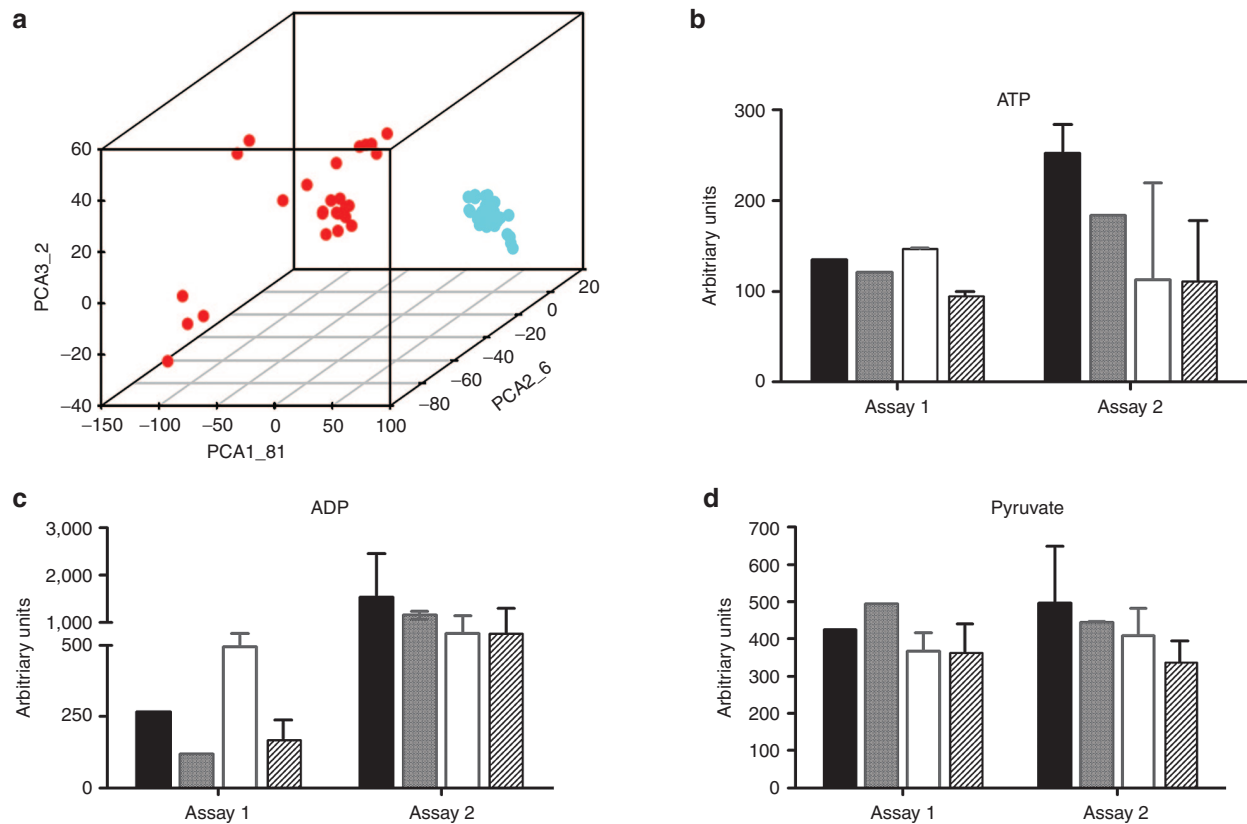 a
60
40
20
0
−20
−40
PCA3_2
−150 −100 −50 0 50 100
PCA1_81
20
0
−20
−40
−60
−80
PCA2_6
b
ATP
300
200
100
0
Arbitriary units
Assay 1 Assay 2
c
ADP
3,000
2,000
1,000
500
250
0
Arbitriary units
Assay 1 Assay 2
d
Pyruvate
700
600
500
400
300
200
100
0
Arbitriary units
Assay 1 Assay 2